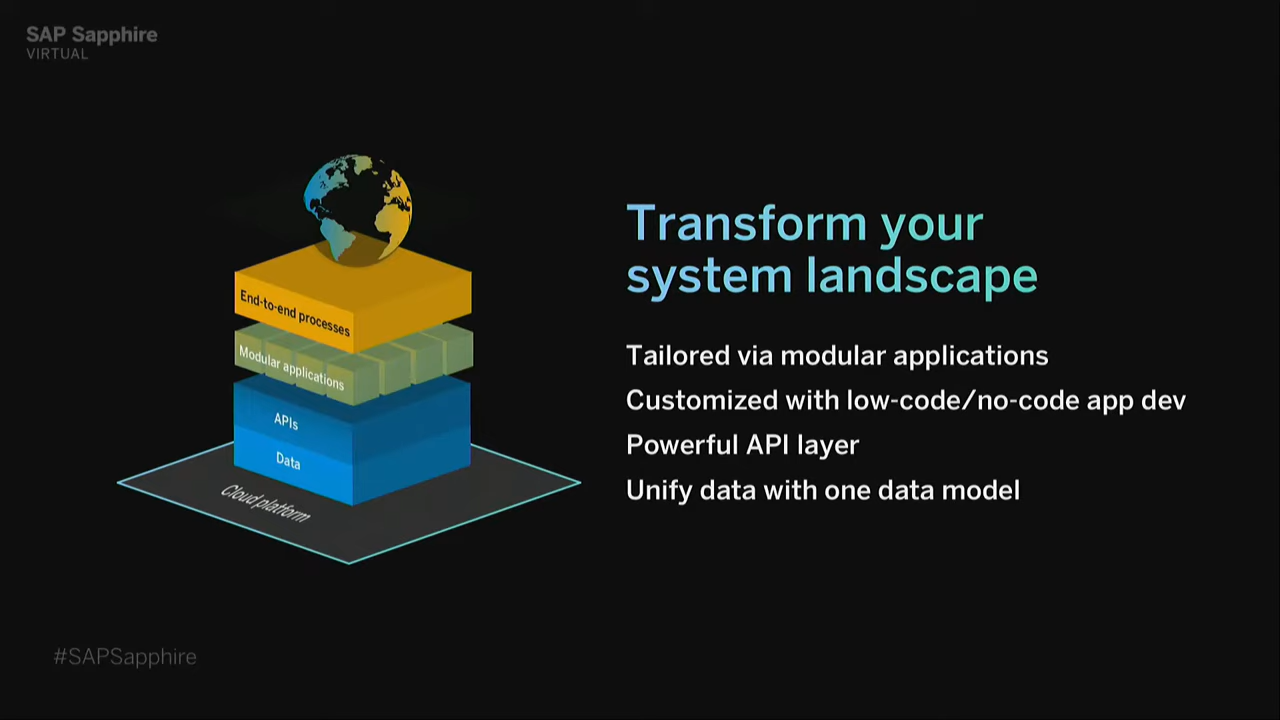 SAP Sapphire
VIRTUAL
End-to-end processes
Modular applications
APIs
Data
Cloud platform
Transform your
system landscape
Tailored via modular applications
Customized with low-code/no-code app dev
Powerful API layer
Unify data with one data model
#SAPSapphire